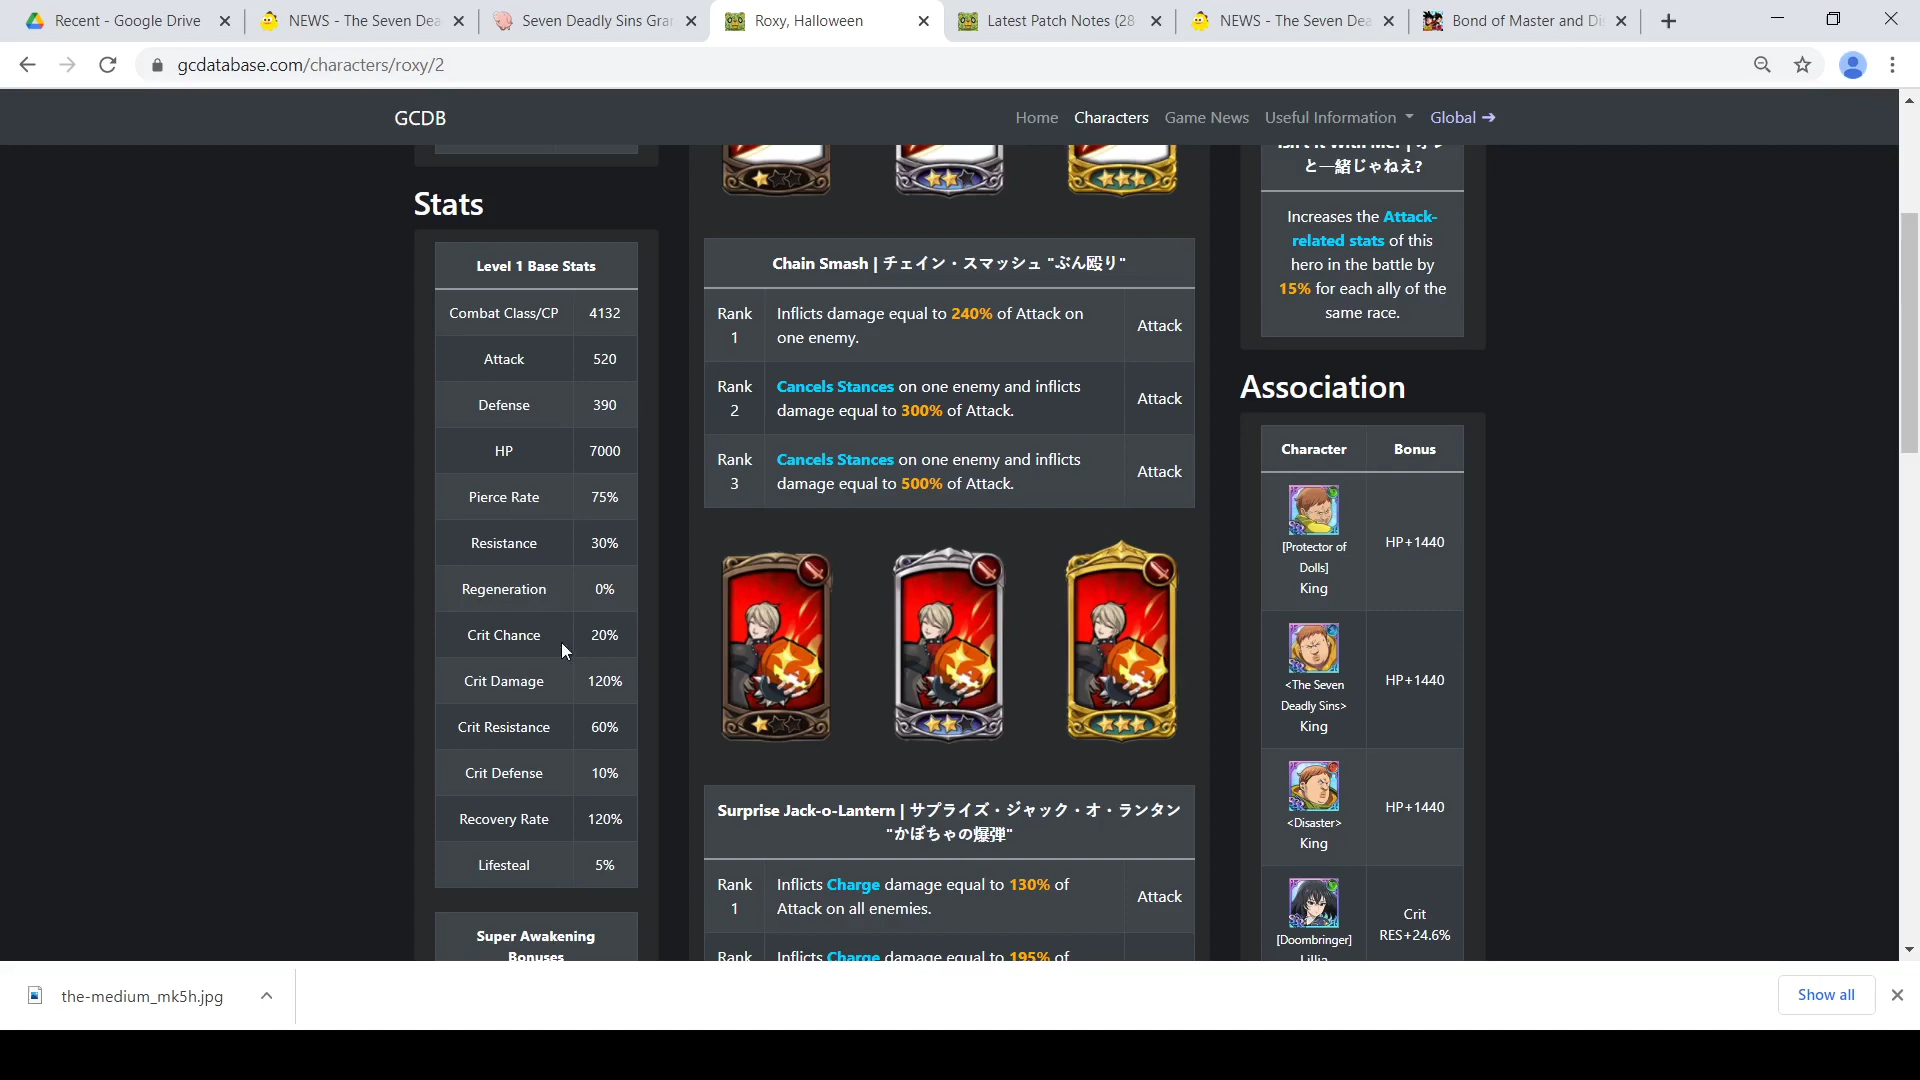 Recent - Google Drive
NEWS - The Seven Dea
Seven Deadly Sins Gra
Roxy, Halloween
Latest Patch Notes (28
NEWS - The Seven Dea
Bond of Master and Di
gcdatabase.com/characters/roxy/2
GCDB
Home
Characters
Game News
Useful Information
Global ➔
Stats
Level 1 Base Stats
Combat Class/CP 4132
Attack 520
Defense 390
HP 7000
Pierce Rate 75%
Resistance 30%
Regeneration 0%
Crit Chance 20%
Crit Damage 120%
Crit Resistance 60%
Crit Defense 10%
Recovery Rate 120%
Lifesteal 5%
Super Awakening
Bonuses
Chain Smash | チェイン・スマッシュ "ぶん殴り"
Rank
1
Inflicts damage equal to 240% of Attack on
one enemy.
Attack
Rank
2
Cancels Stances on one enemy and inflicts
damage equal to 300% of Attack.
Attack
Rank
3
Cancels Stances on one enemy and inflicts
damage equal to 500% of Attack.
Attack
Surprise Jack-o-Lantern | サプライズ・ジャック・オ・ランタン
"かぼちゃの爆弾"
Rank
1
Inflicts Charge damage equal to 130% of
Attack on all enemies.
Attack
Rank
Inflicts Charge damage equal to 195% of
と一緒じゃねえ?
Increases the Attack-
related stats of this
hero in the battle by
15% for each ally of the
same race.
Association
Character Bonus
[Protector of
Dolls]
King
HP+1440
<The Seven
Deadly Sins>
King
HP+1440
<Disaster>
King
HP+1440
[Doombringer]
Lillia
Crit
RES+24.6%
the-medium_mk5h.jpg
Show all